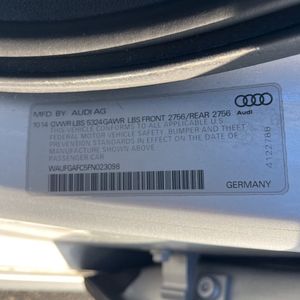 MFD BY AUDI AG
10 14 GVWR LBS 5324 GAWR LBS FRONT 2756/REAR 2756
THIS VEHICLE CONFORMS TO ALL APPLICABLE U.S.
FEDERAL MOTOR VEHICLE SAFETY, BUMPER AND THEFT
PREVENTION STANDARDS IN EFFECT ON THE DATE OF
MANUFACTURE SHOWN ABOVE.
PASSENGER CAR
WAUFGAFC5FN023098
Audi
4122788
GERMANY